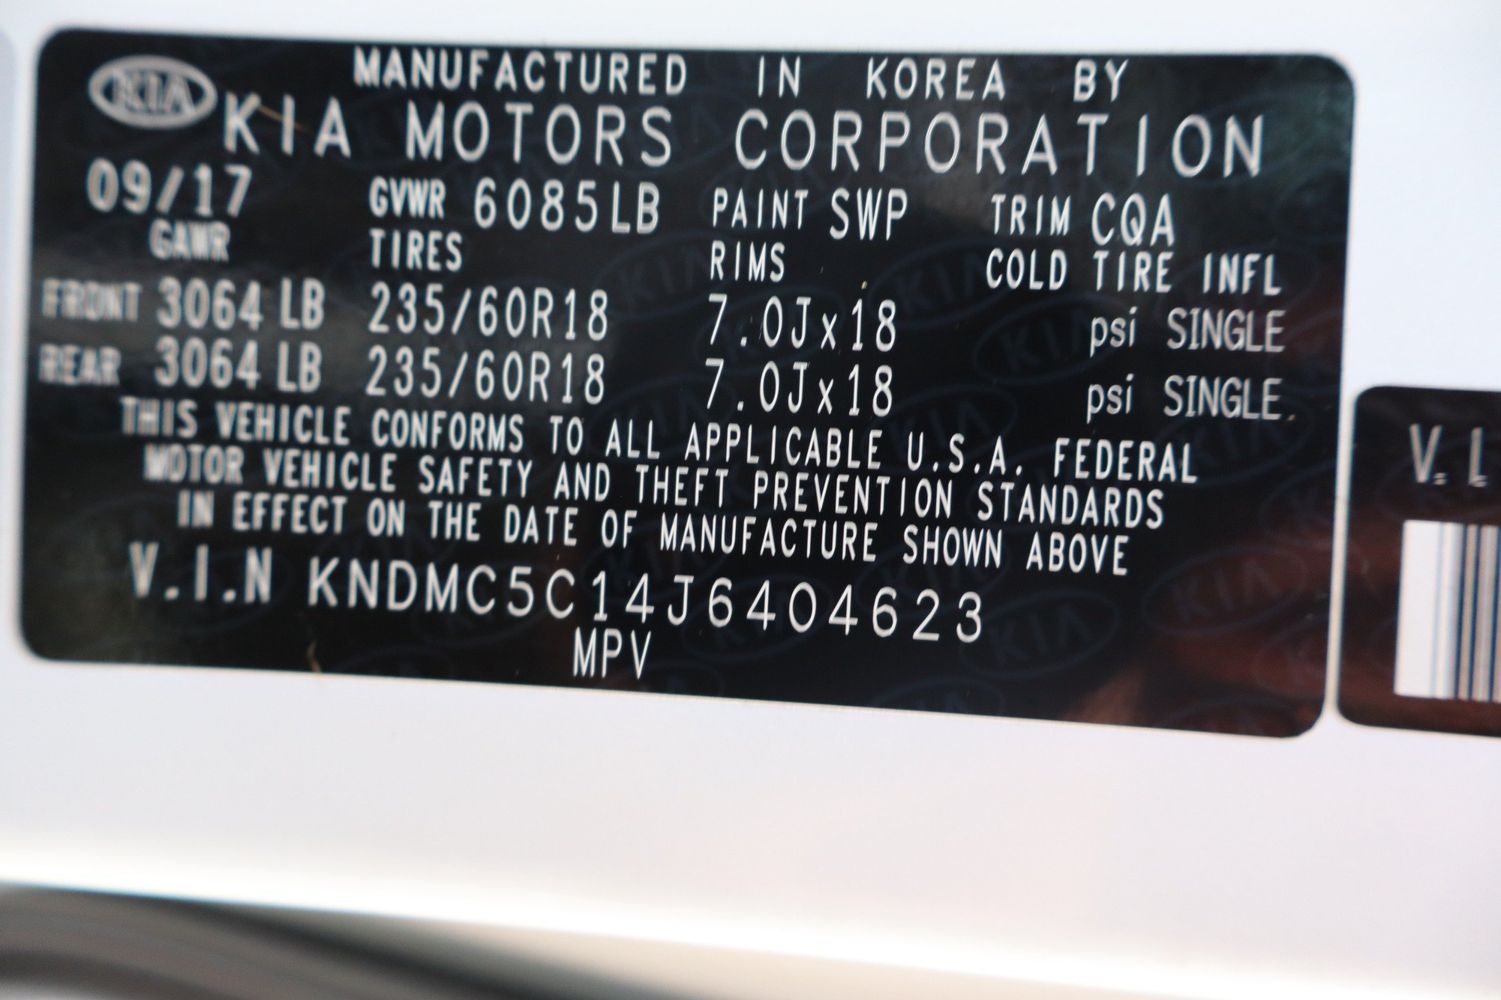 MANUFACTURED IN KOREA BY
KIA KIA MOTORS CORPORATION
09/17 GVWR 6085LB PAINT SWP TRIM CQA
GAWR TIRES RIMS COLD TIRE INFL
FRONT 3064 LB 235/60R18 7.0Jx18 psi SINGLE
REAR 3064 LB 235/60R18 7.0Jx18 psi SINGLE
THIS VEHICLE CONFORMS TO ALL APPLICABLE U.S.A. FEDERAL
MOTOR VEHICLE SAFETY AND THEFT PREVENTION STANDARDS
IN EFFECT ON THE DATE OF MANUFACTURE SHOWN ABOVE
V.I.N KNDMC5C14J6404623
MPV
V. I